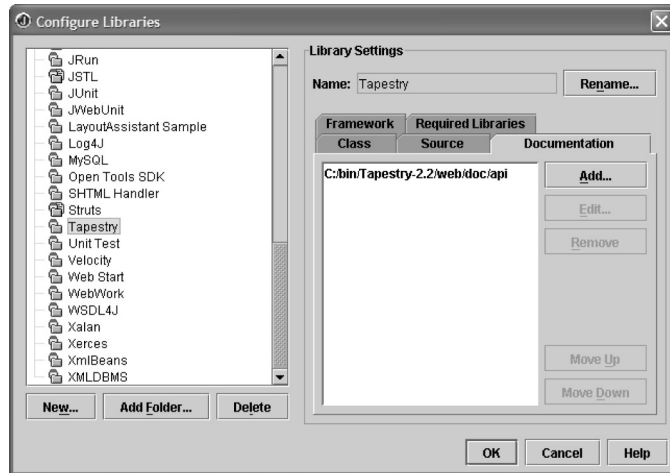 Configure Libraries
JRun
JSTL
JUnit
JWebUnit
LayoutAssistant Sample
Log4J
MySQL
Open Tools SDK
SHTML Handler
Struts
Tapestry
Unit Test
Velocity
Web Start
WebWork
WSDL4J
Xalan
Xerces
XmlBeans
XMLDBMS
New...
Add Folder...
Delete
Library Settings
Name: Tapestry
Rename...
Framework
Required Libraries
Class
Source
Documentation
C:/bin/Tapestry-2.2/web/doc/api
Add...
Edit...
Remove
Move Up
Move Down
OK
Cancel
Help